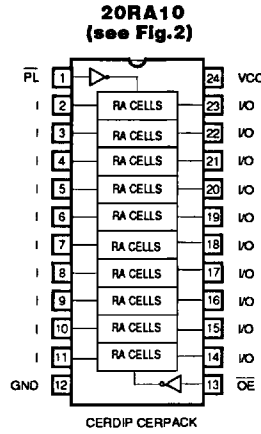 20RA10
(see Fig.2)
PL 1 24 VCC
I 2 RA CELLS 23 I/O
I 3 RA CELLS 22 I/O
I 4 RA CELLS 21 I/O
I 5 RA CELLS 20 I/O
I 6 RA CELLS 19 I/O
I 7 RA CELLS 18 I/O
I 8 RA CELLS 17 I/O
I 9 RA CELLS 16 I/O
I 10 RA CELLS 15 I/O
I 11 RA CELLS 14 I/O
GND 12 13 OE
CERDIP CERPACK